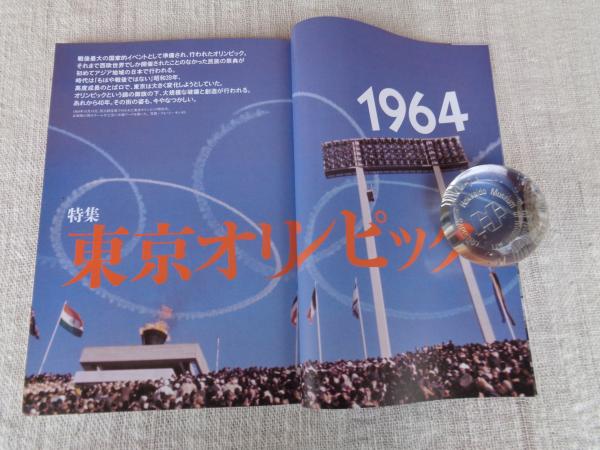 戦後最大の国家的イベントとして準備され、行われたオリンピック。
それまで西欧世界でしか開催されたことのなかった民族の祭典が
初めてアジア地域の日本で行われる。
時代は「もはや戦後ではない」昭和39年。
高度成長のとば口で、東京は大きく変化しようとしていた。
オリンピックという錦の御旗の下、大規模な破壊と創造が行われる。
あれから40年。その街の姿も、今やなつかしい。
1964
特集
東京オリンピック
Hokkaido Museum